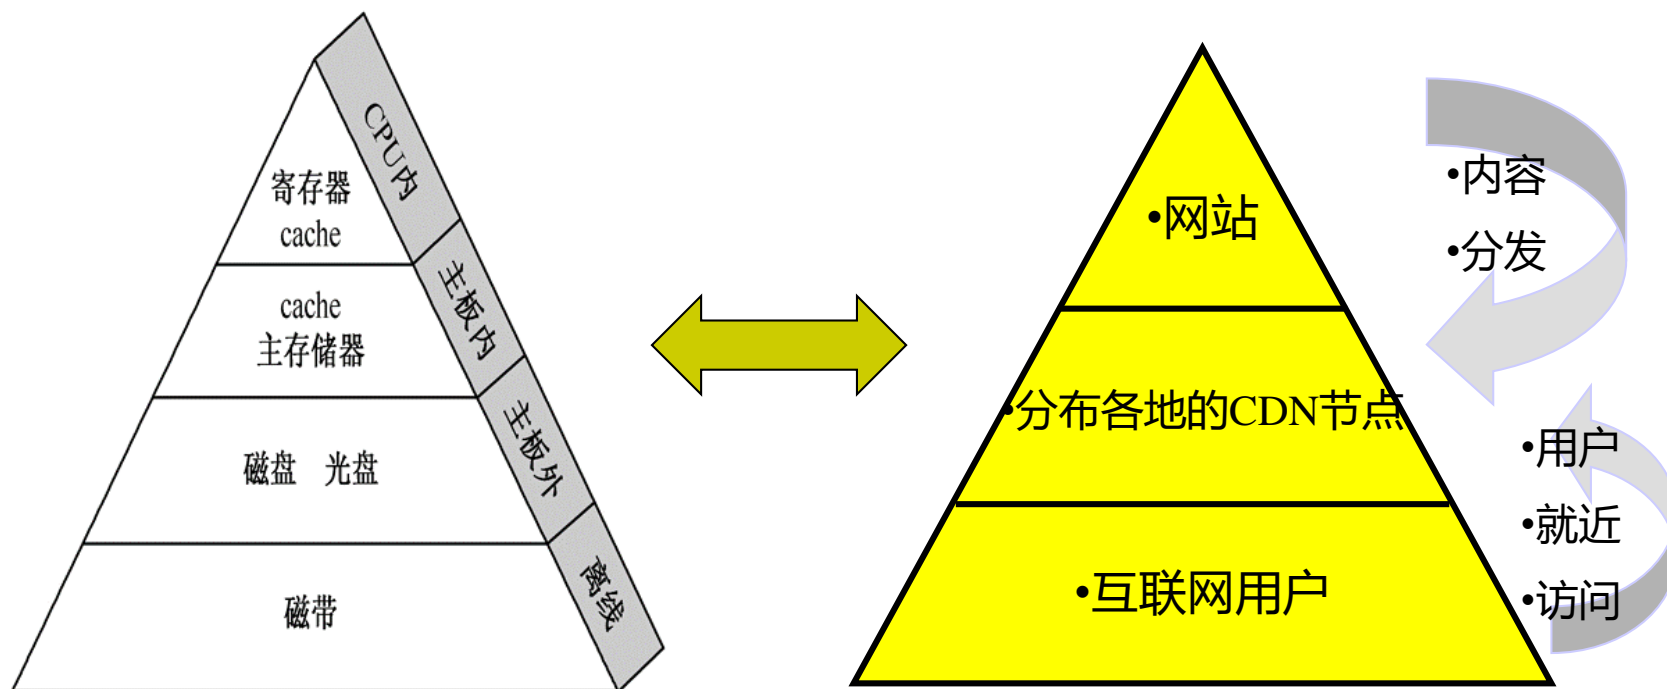 寄存器
cache
cache
主存储器
磁盘 光盘
磁带
CPU内
主板内
主板外
离线
•网站
•分布各地的CDN节点
•互联网用户
•内容
•分发
•用户
•就近
•访问